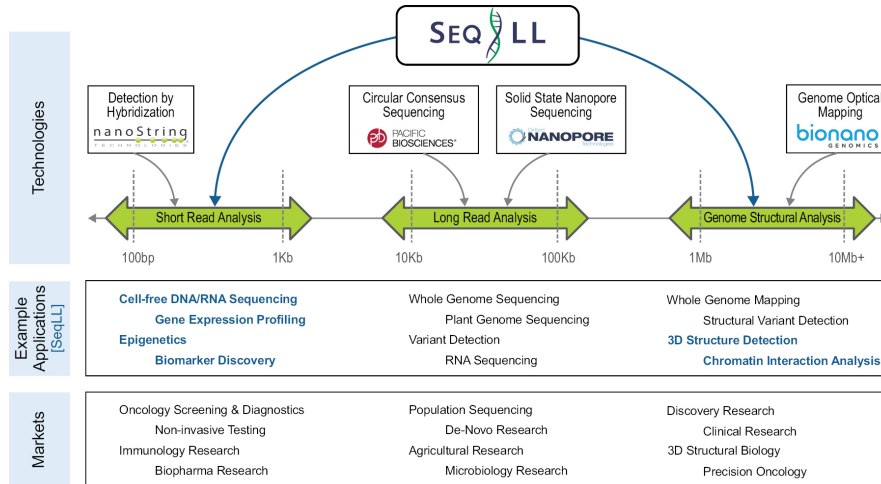 SEQ LL
Technologies
Detection by
Hybridization
nanoString
TECHNOLOGIES
Circular Consensus
Sequencing
PACIFIC
BIOSCIENCES®
Solid State Nanopore
Sequencing
NANOPORE
Technologies
Genome Optical
Mapping
bionano
GENOMICS
Short Read Analysis
Long Read Analysis
Genome Structural Analysis
100bp
1Kb
10Kb
100Kb
1Mb
10Mb+
Example
Applications
[SeqLL]
Cell-free DNA/RNA Sequencing
Gene Expression Profiling
Epigenetics
Biomarker Discovery
Whole Genome Sequencing
Plant Genome Sequencing
Variant Detection
RNA Sequencing
Whole Genome Mapping
Structural Variant Detection
3D Structure Detection
Chromatin Interaction Analysis
Markets
Oncology Screening & Diagnostics
Non-invasive Testing
Immunology Research
Biopharma Research
Population Sequencing
De-Novo Research
Agricultural Research
Microbiology Research
Discovery Research
Clinical Research
3D Structural Biology
Precision Oncology